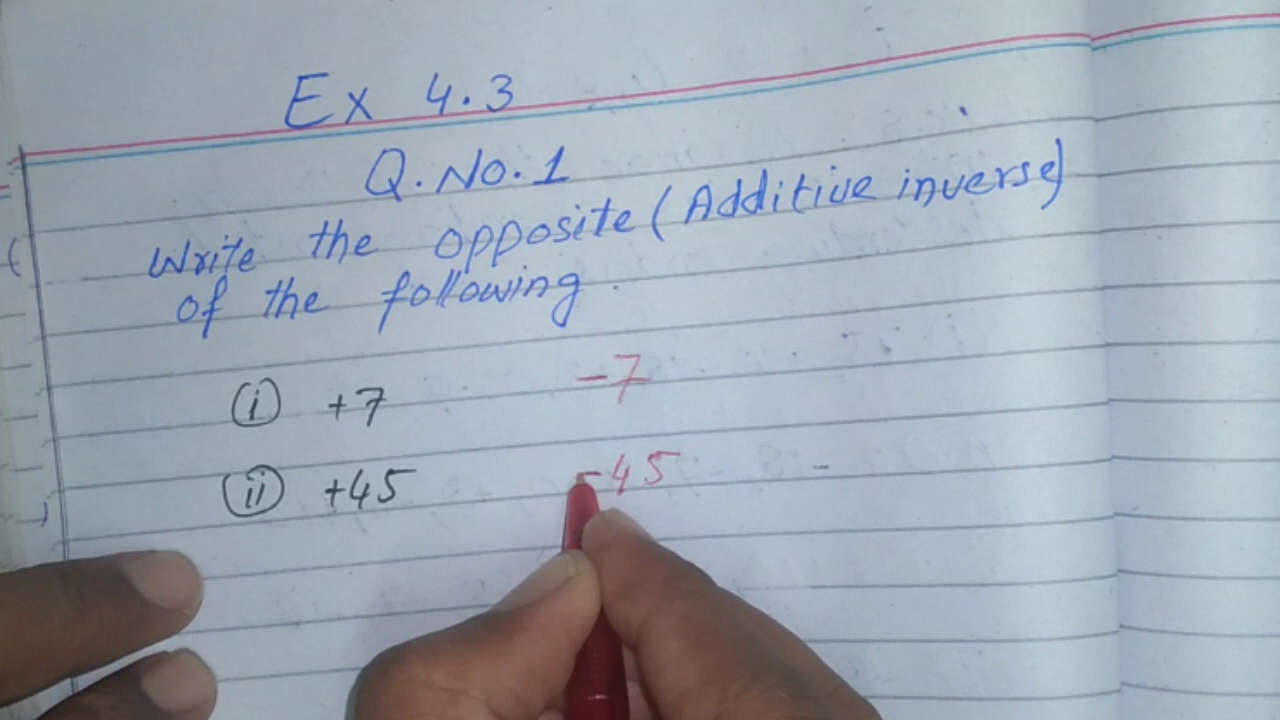 Ex 4.3
Q.No.1
Write the opposite (Additive inverse)
of the following.
(i) +7 -7
(ii) +45 -45